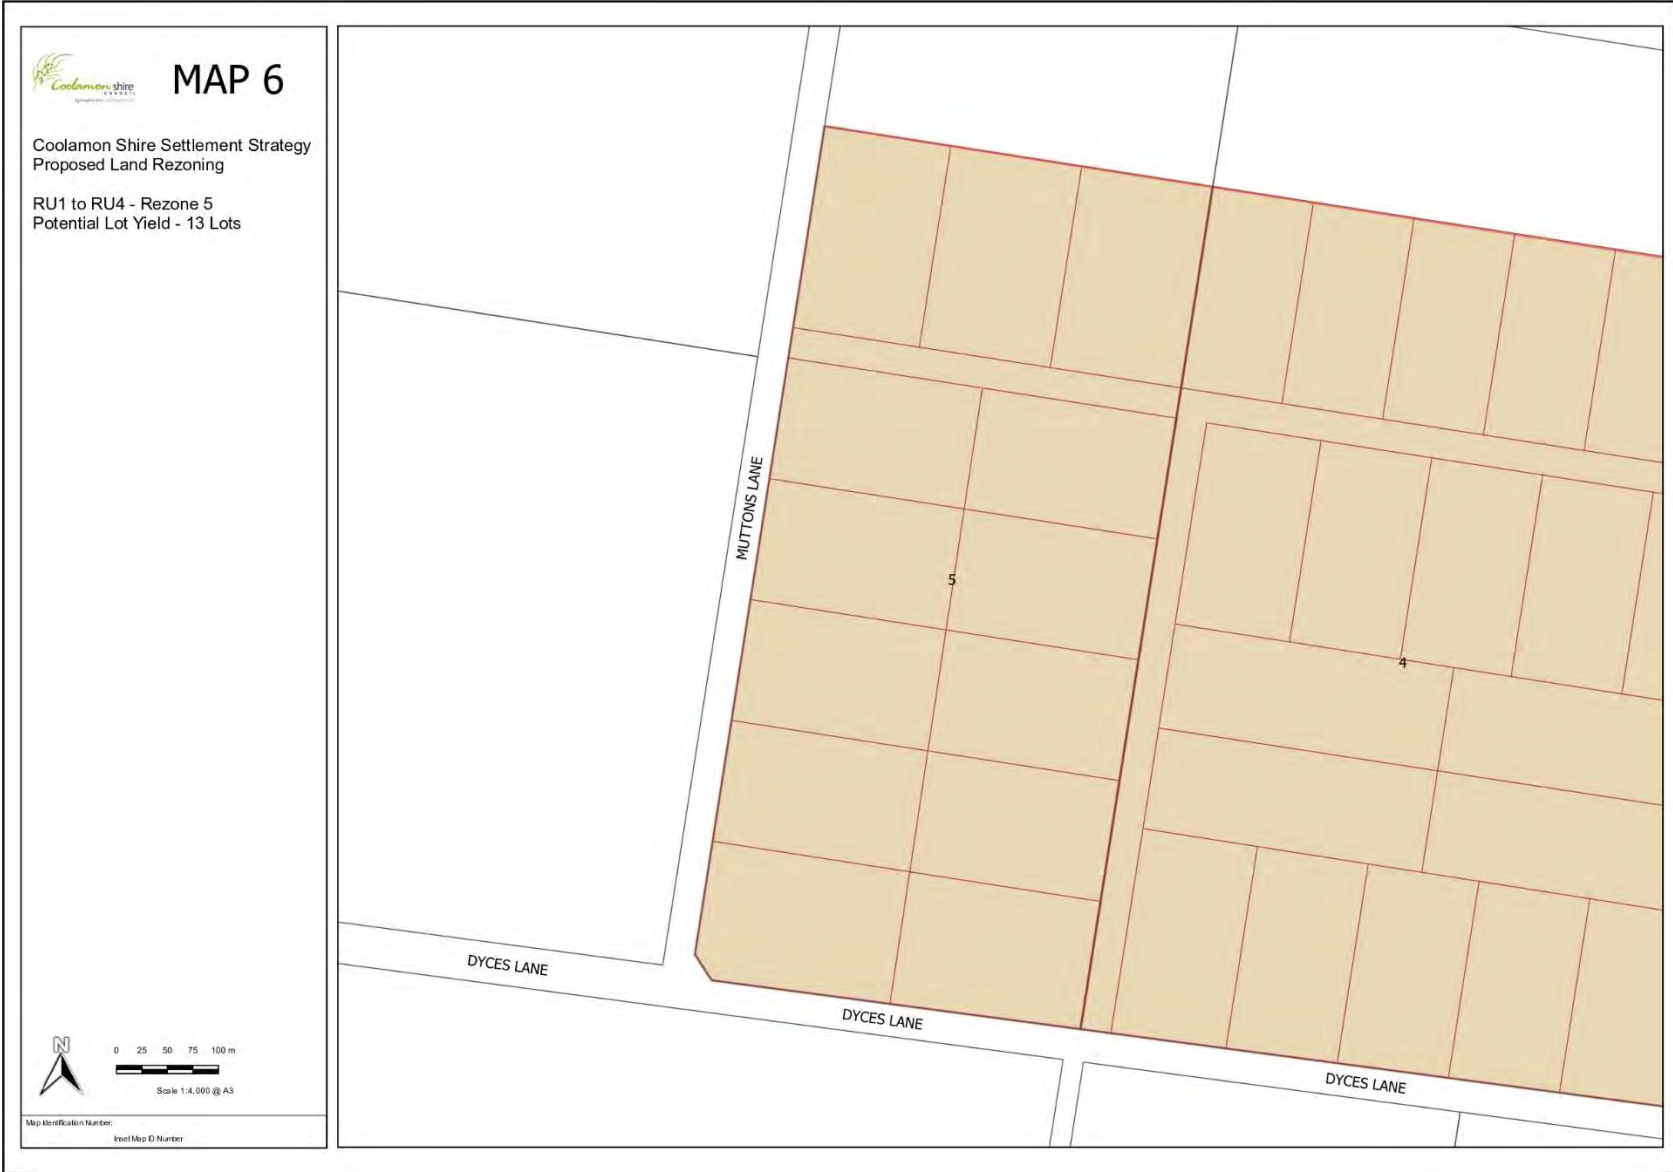 Coolamon shire
COUNCIL
MAP 6
Coolamon Shire Settlement Strategy
Proposed Land Rezoning
RU1 to RU4 - Rezone 5
Potential Lot Yield - 13 Lots
MUTTONS LANE
5
4
DYCES LANE
DYCES LANE
DYCES LANE
N
0 25 50 75 100 m
Scale 1:4,000 @ A3
Map Identification Number:
Inset Map ID Number